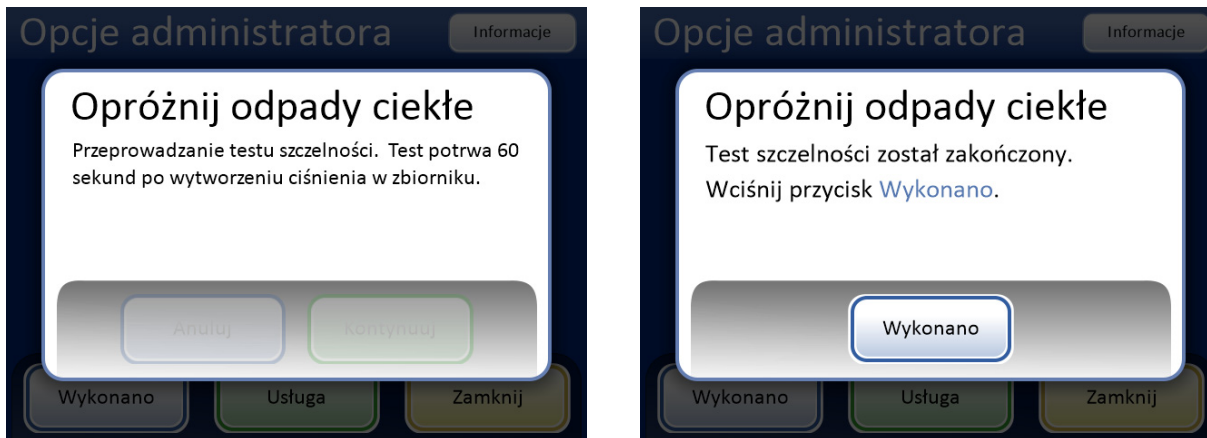 Opcje administratora
Informacje
Opróżnij odpady ciekłe
Przeprowadzanie testu szczelności. Test potrwa 60
sekund po wytworzeniu ciśnienia w zbiorniku.
Anuluj
Kontynuuj
Wykonano
Usługa
Zamknij
Opcje administratora
Informacje
Opróżnij odpady ciekłe
Test szczelności został zakończony.
Wciśnij przycisk Wykonano.
Wykonano
Wykonano
Usługa
Zamknij